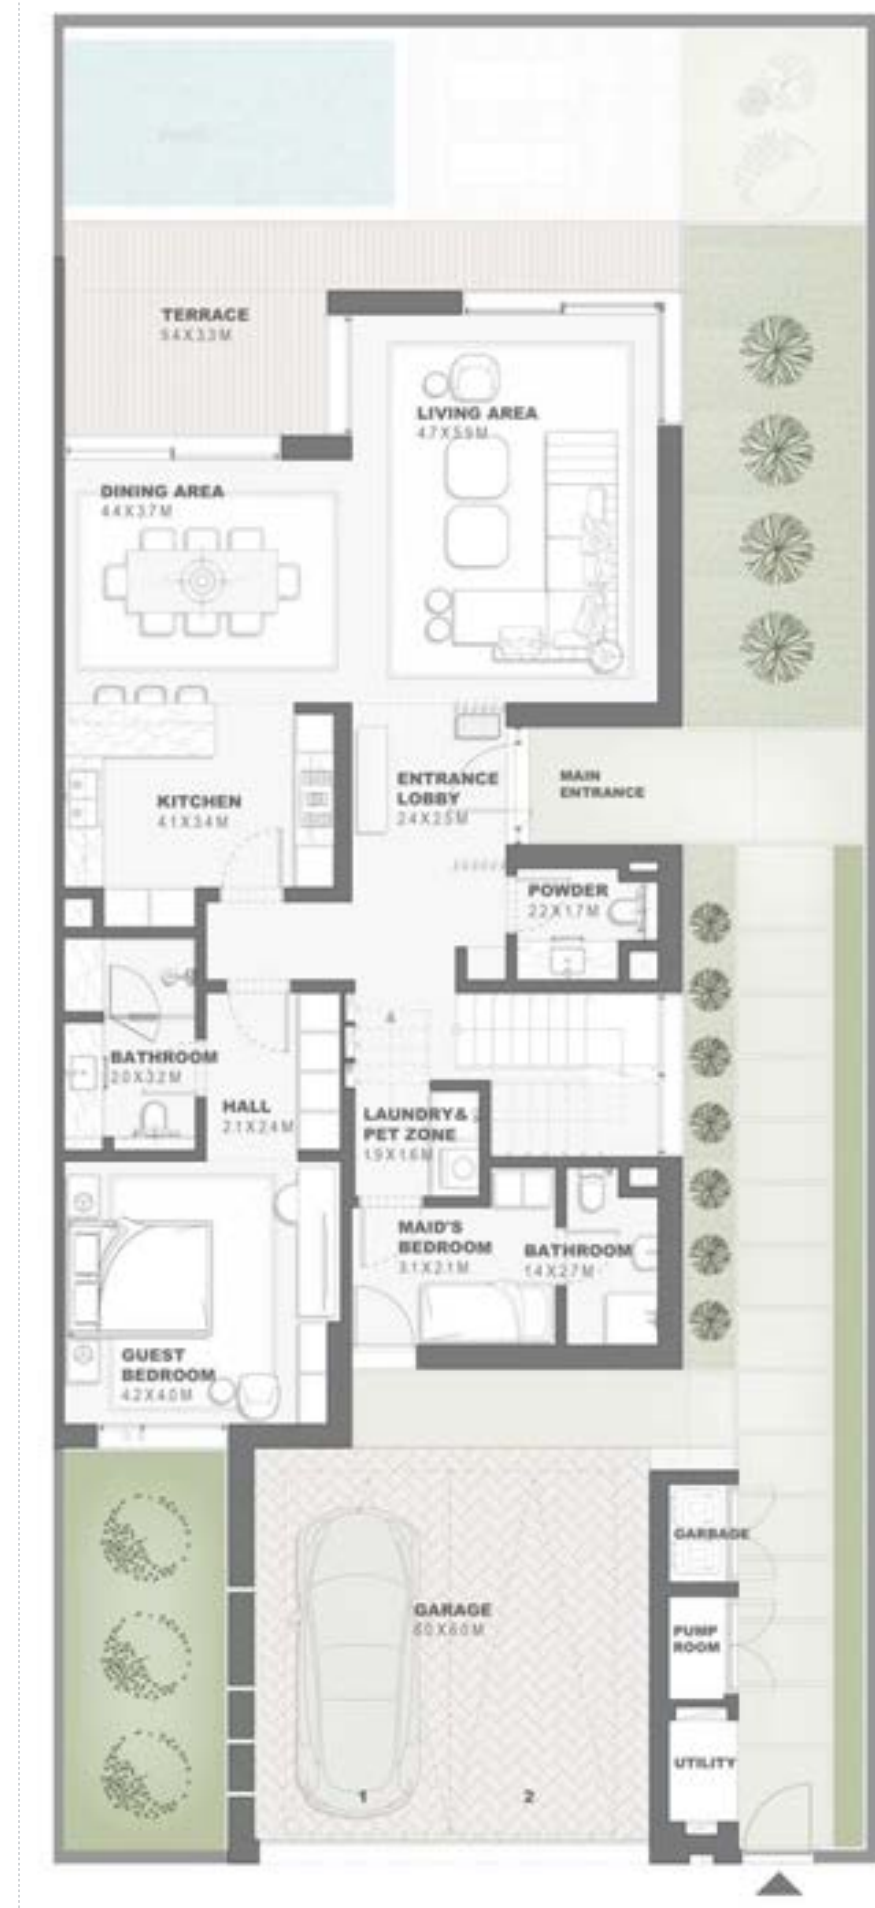 TERRACE
5.4 X 3.3 M
LIVING AREA
4.7 X 5.9 M
DINING AREA
4.4 X 3.7 M
KITCHEN
4.1 X 3.4 M
ENTRANCE
LOBBY
2.4 X 2.5 M
MAIN
ENTRANCE
POWDER
2.2 X 1.7 M
BATHROOM
2.0 X 3.2 M
HALL
2.1 X 2.4 M
LAUNDRY &
PET ZONE
1.9 X 1.6 M
MAID'S
BEDROOM
3.1 X 2.1 M
BATHROOM
1.4 X 2.7 M
GUEST
BEDROOM
4.2 X 4.0 M
GARBAGE
GARAGE
6.0 X 6.0 M
PUMP
ROOM
UTILITY
1
2